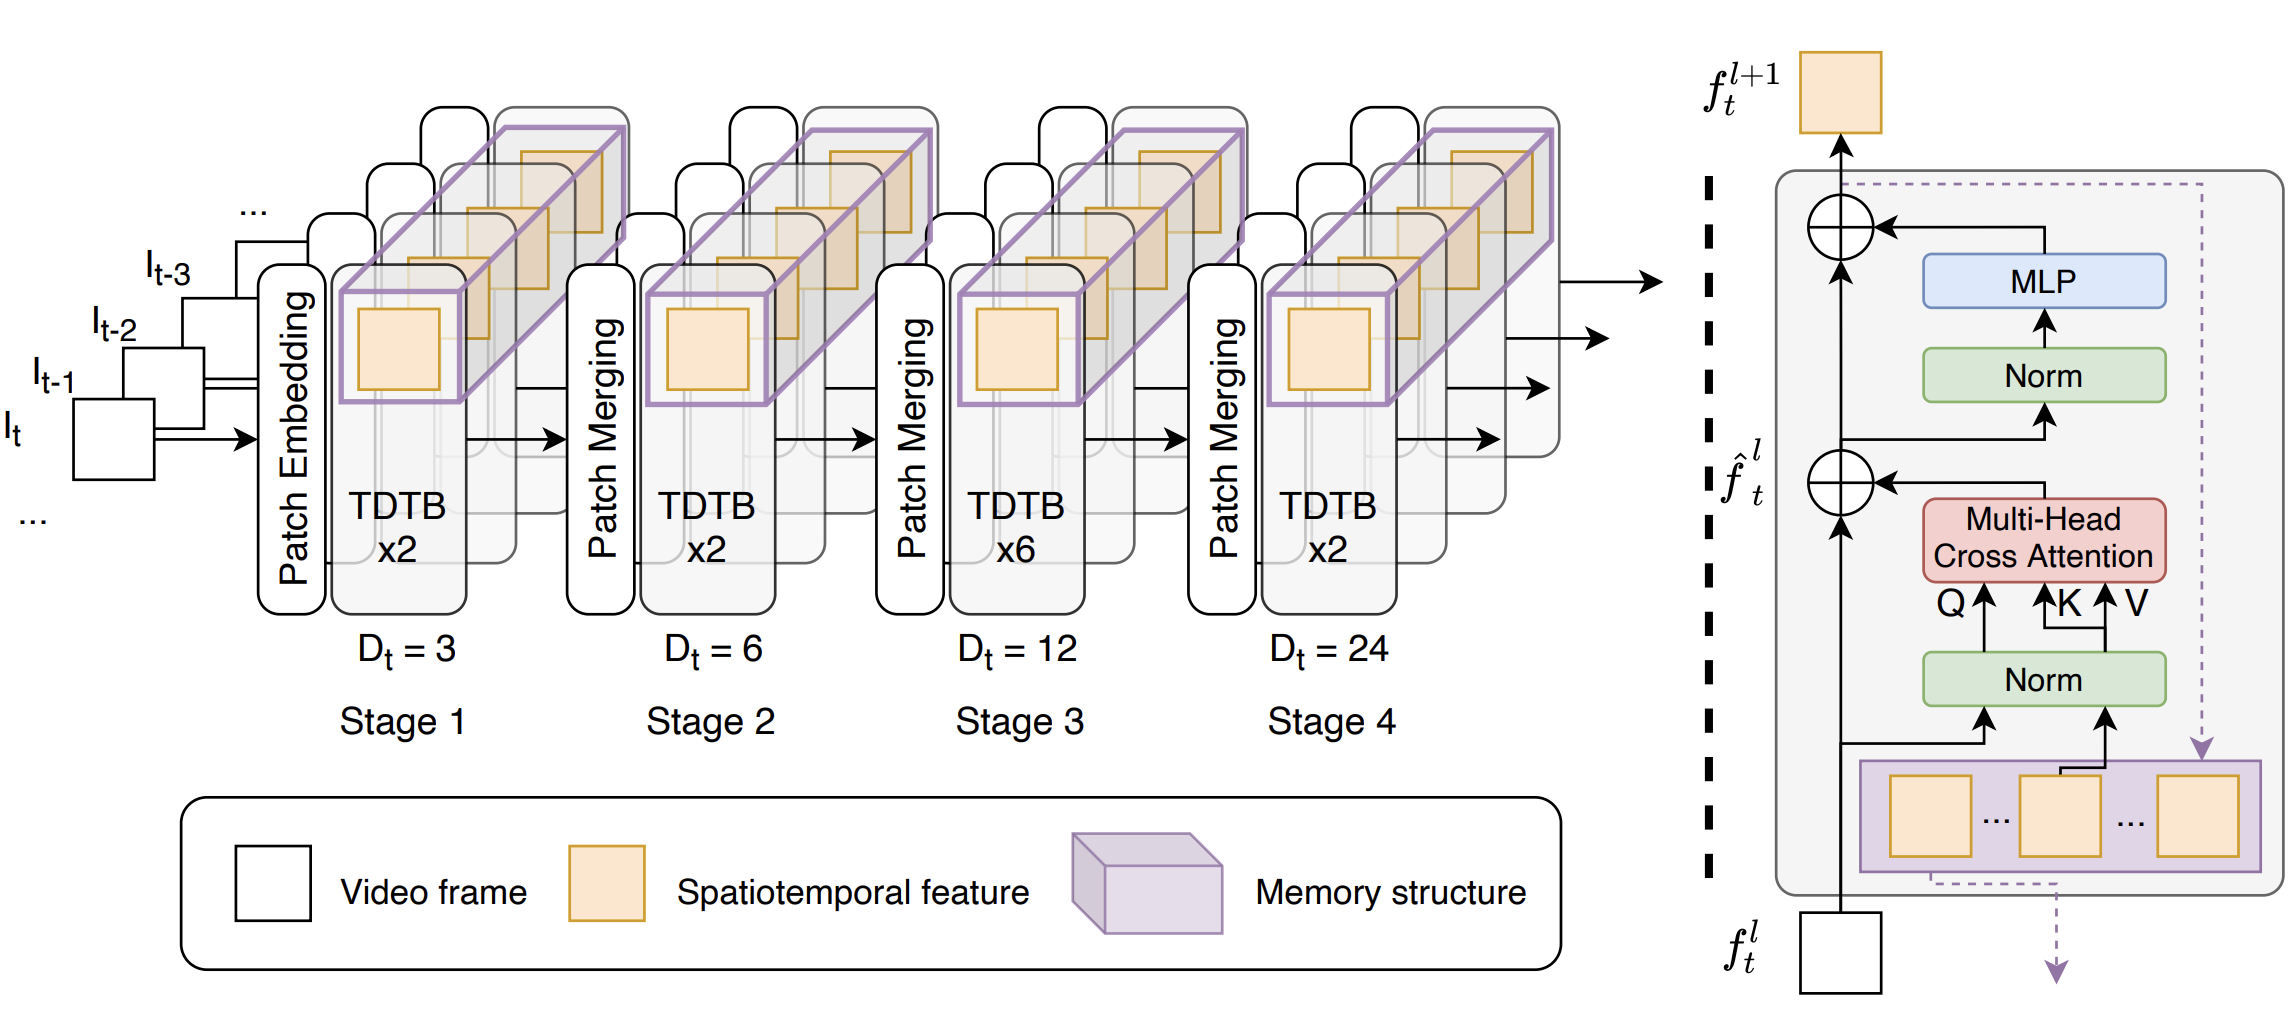 ...
I_{t-3}
I_{t-2}
I_{t-1}
I_t
...
Patch Embedding
TDTB
x2
Patch Merging
TDTB
x2
Patch Merging
TDTB
x6
Patch Merging
TDTB
x2
D_t = 3
D_t = 6
D_t = 12
D_t = 24
Stage 1
Stage 2
Stage 3
Stage 4
Video frame
Spatiotemporal feature
Memory structure
f_t^{l+1}
MLP
Norm
\hat{f}_t^l
Multi-Head
Cross Attention
Q
K
V
Norm
...
...
f_t^l